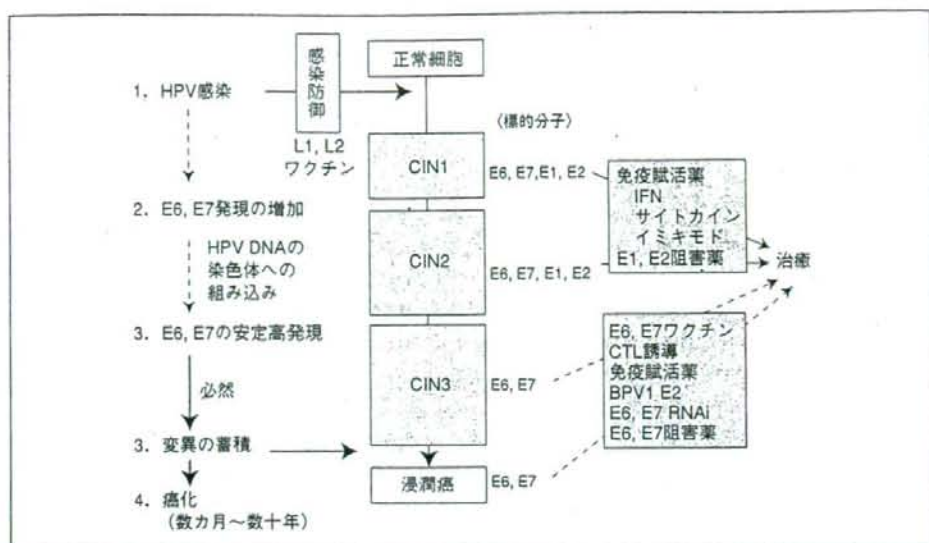 1. HPV感染
感染防御
L1, L2
ワクチン
2. E6, E7発現の増加
HPV DNAの
染色体への
組み込み
3. E6, E7の安定高発現
必然
3. 変異の蓄積
4. 癌化
(数カ月～数十年)
正常細胞
〈標的分子〉
CIN1
E6, E7,E1, E2
CIN2
E6, E7, E1, E2
CIN3
E6, E7
浸潤癌
E6, E7
免疫賦活薬
IFN
サイトカイン
イミキモド
E1, E2阻害薬
治癒
E6, E7ワクチン
CTL誘導
免疫賦活薬
BPV1 E2
E6, E7 RNAi
E6, E7阻害薬